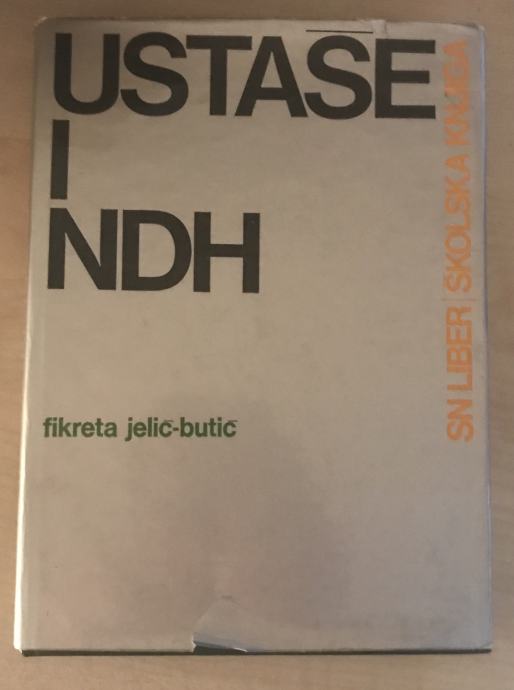 USTAŠE
I
NDH
fikreta jelić-butić
SN LIBER | ŠKOLSKA KNJIGA